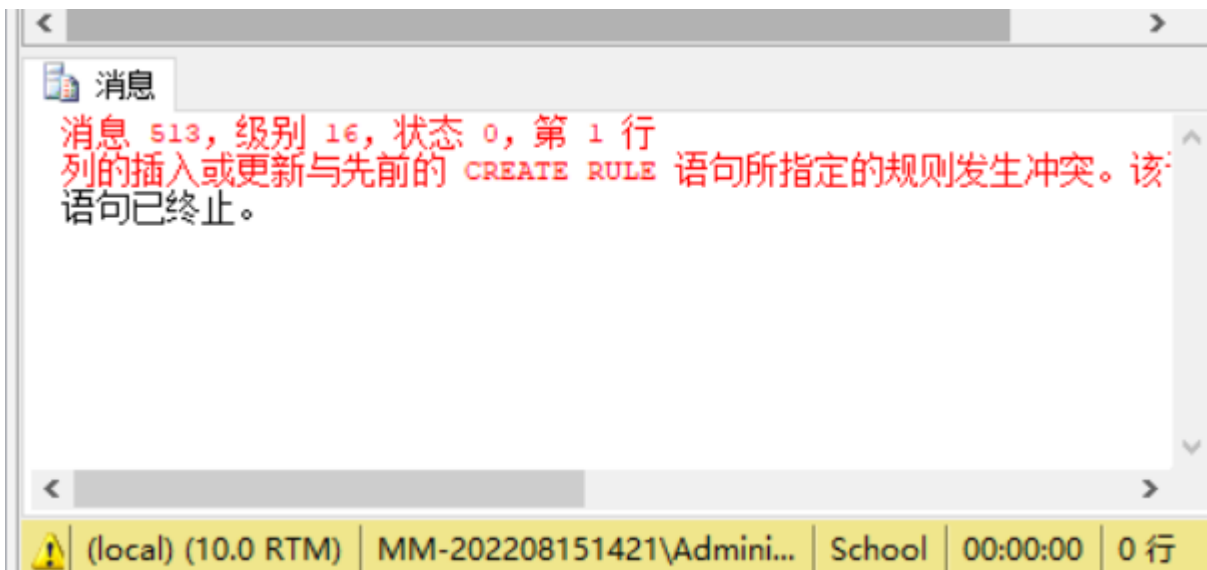 消息
消息 513，级别 16，状态 0，第 1 行
列的插入或更新与先前的 CREATE RULE 语句所指定的规则发生冲突。该
语句已终止。
(local) (10.0 RTM) MM-202208151421\Admini... School 00:00:00 0 行